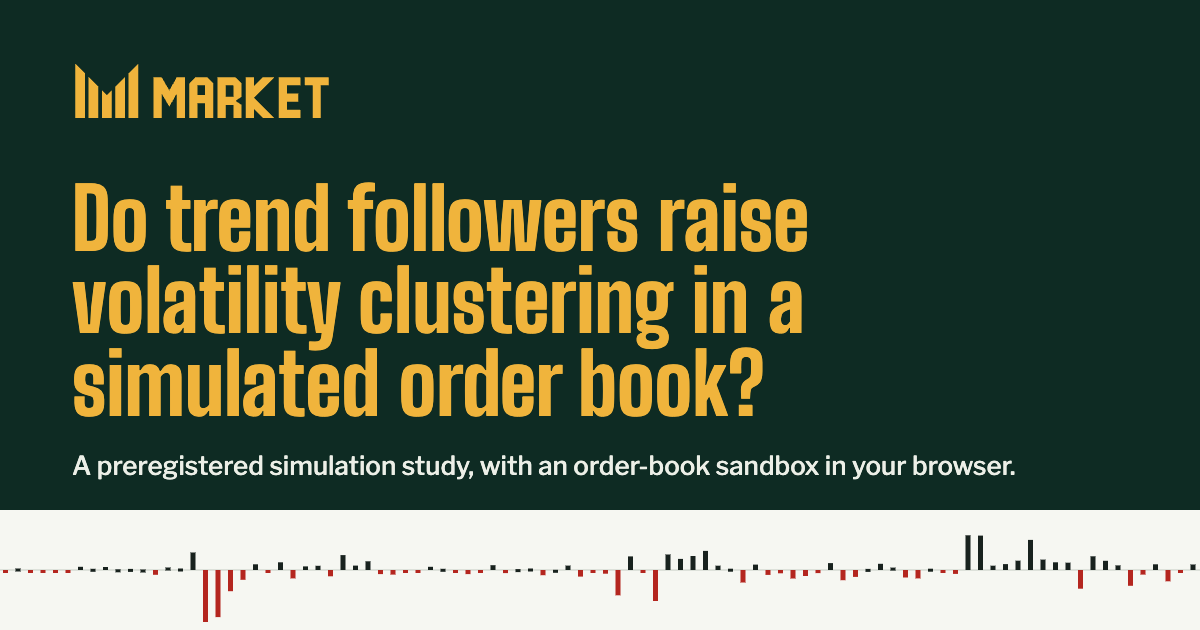 MARKET
Do trend followers raise
volatility clustering in a
simulated order book?
A preregistered simulation study, with an order-book sandbox in your browser.